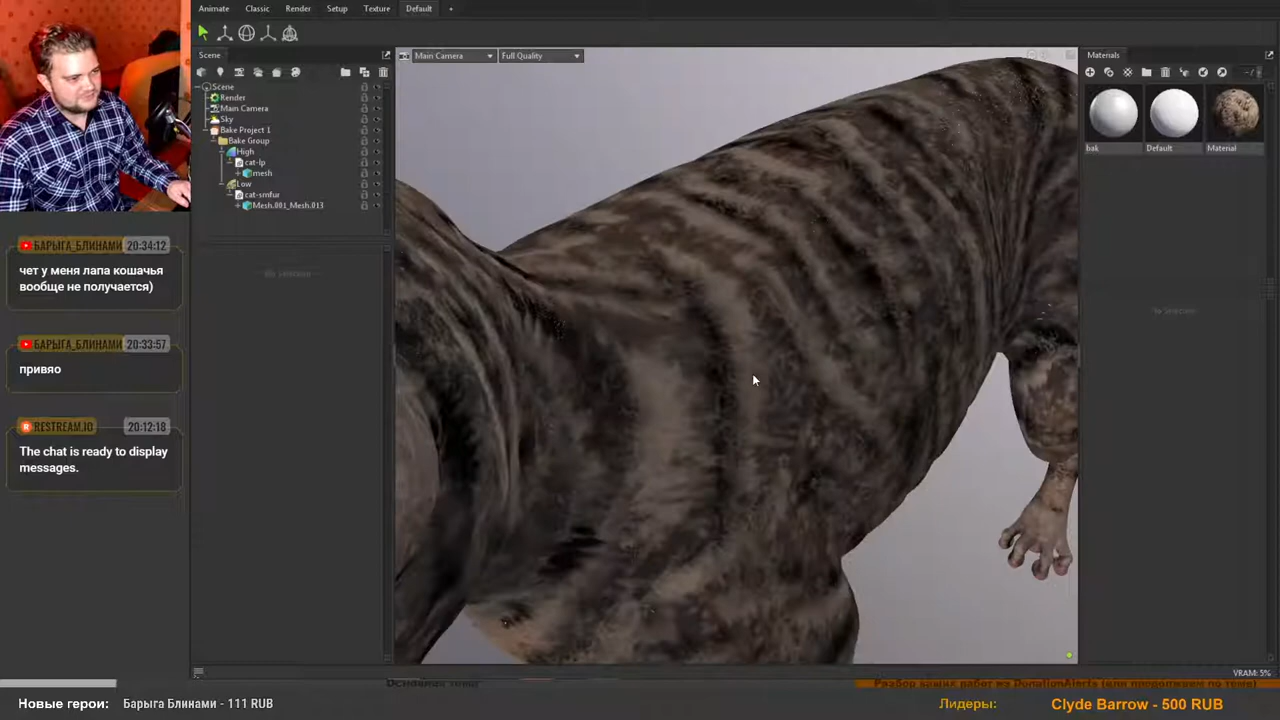 Animate Classic Render Setup Texture Default +
Scene
Main Camera
Full Quality
Materials
Scene
Render
Main Camera
Sky
Bake Project 1
Bake Group
High
cat-lp
mesh
Low
cat-smfur
Mesh.001_Mesh.013
bak
Default
Material
БАРЫГА_БЛИНАМИ 20:34:12
чет у меня лапа кошачья
вообще не получается)
БАРЫГА_БЛИНАМИ 20:33:57
привяо
RESTREAM.IO 20:12:18
The chat is ready to display
messages.
VRAM: 5%
Новые герои: Барыга Блинами - 111 RUB
Лидеры: Clyde Barrow - 500 RUB